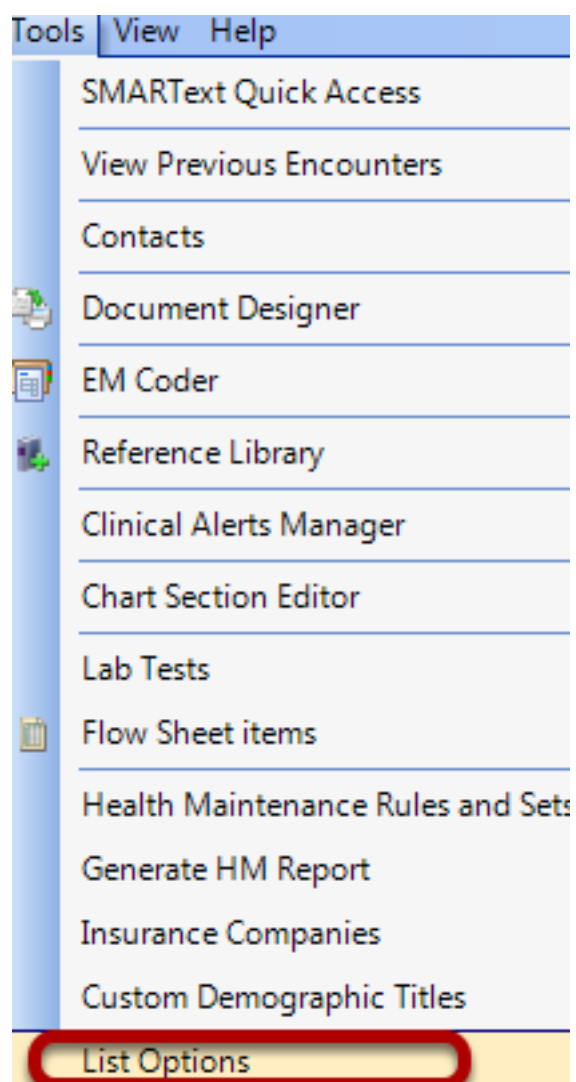 Tools View Help
SMARText Quick Access
View Previous Encounters
Contacts
Document Designer
EM Coder
Reference Library
Clinical Alerts Manager
Chart Section Editor
Lab Tests
Flow Sheet items
Health Maintenance Rules and Sets
Generate HM Report
Insurance Companies
Custom Demographic Titles
List Options